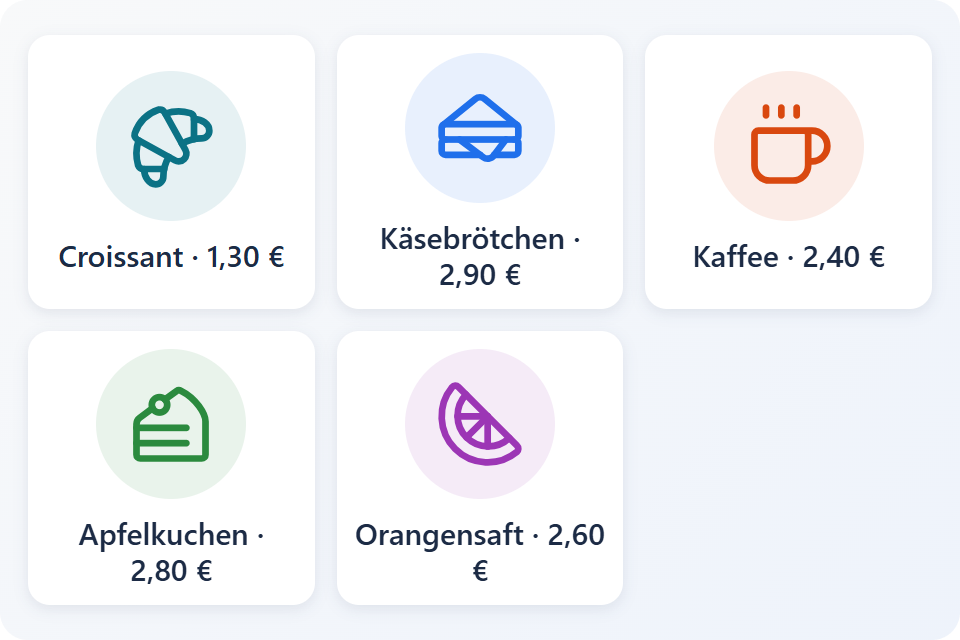 Croissant · 1,30 €
Käsebrötchen ·
2,90 €
Kaffee · 2,40 €
Apfelkuchen ·
2,80 €
Orangensaft · 2,60
€